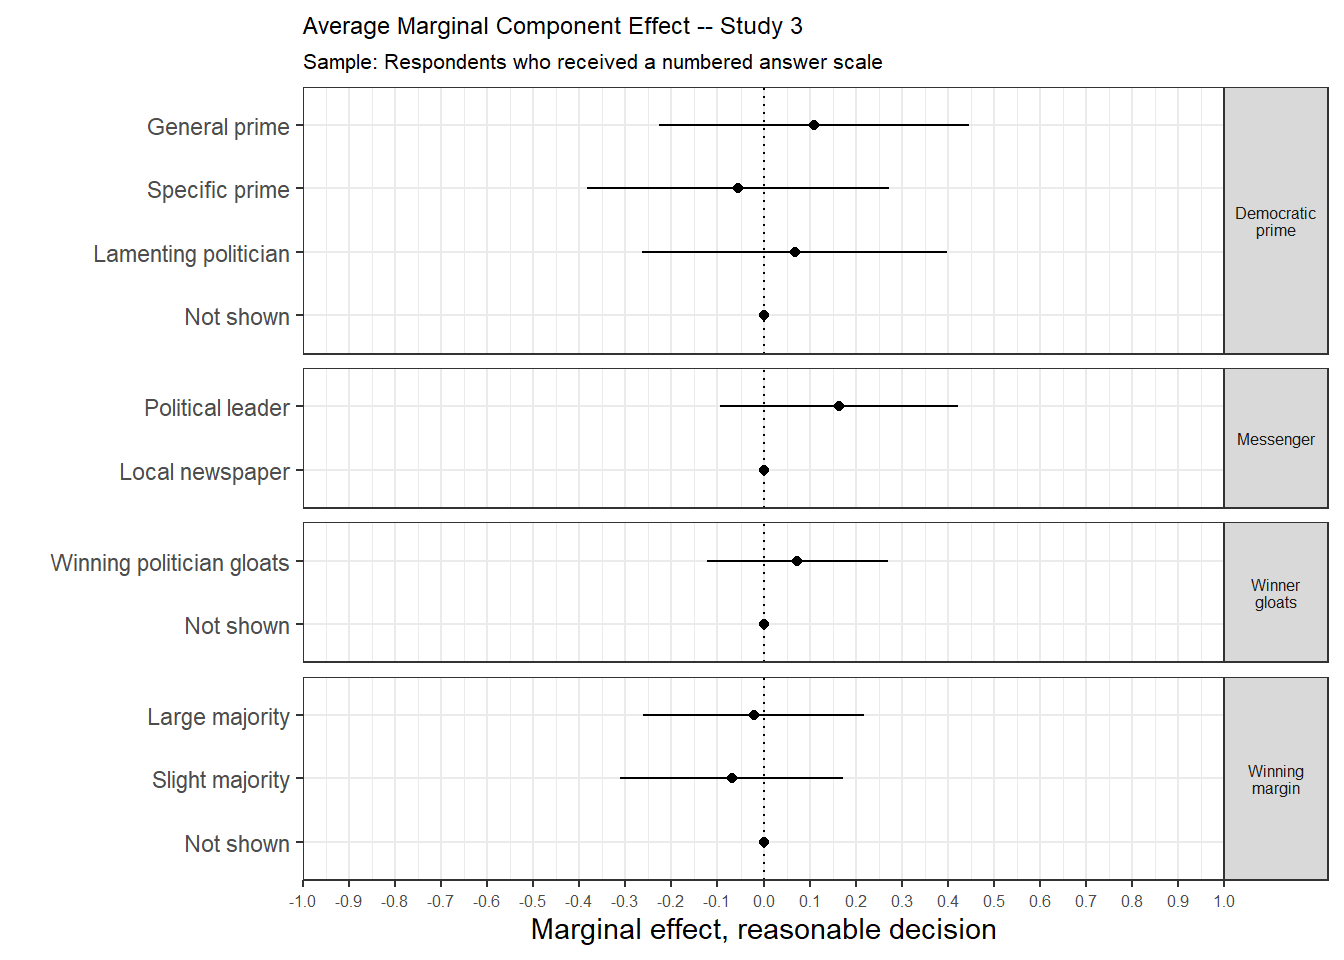 Average Marginal Component Effect -- Study 3
Sample: Respondents who received a numbered answer scale
General prime
Specific prime
Lamenting politician
Not shown
Democratic
prime
Political leader
Local newspaper
Messenger
Winning politician gloats
Not shown
Winner
gloats
Large majority
Slight majority
Not shown
Winning
margin
-1.0 -0.9 -0.8 -0.7 -0.6 -0.5 -0.4 -0.3 -0.2 -0.1 0.0 0.1 0.2 0.3 0.4 0.5 0.6 0.7 0.8 0.9 1.0
Marginal effect, reasonable decision